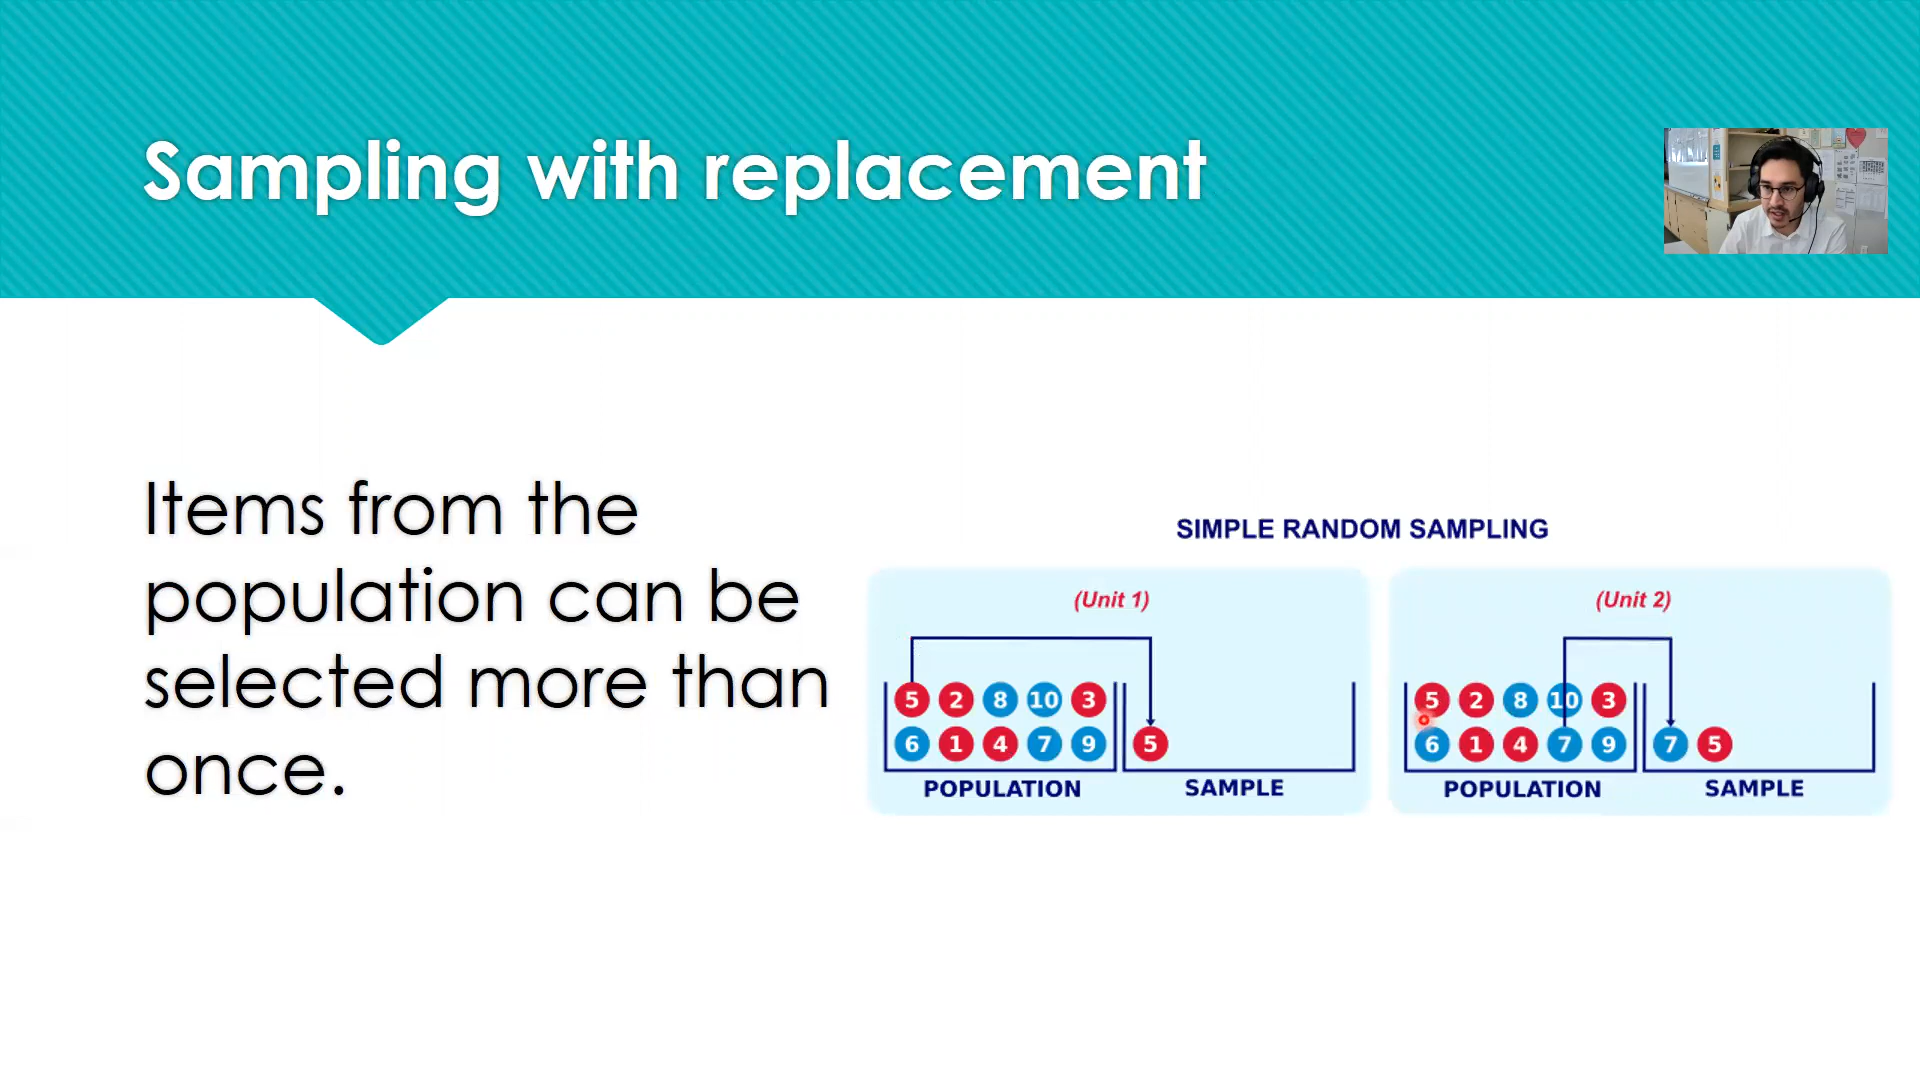 Sampling with replacement
Items from the
population can be
selected more than
once.
SIMPLE RANDOM SAMPLING
(Unit 1)
5 2 8 10 3
6 1 4 7 9 5
POPULATION SAMPLE
(Unit 2)
5 2 8 10 3
6 1 4 7 9 7 5
POPULATION SAMPLE